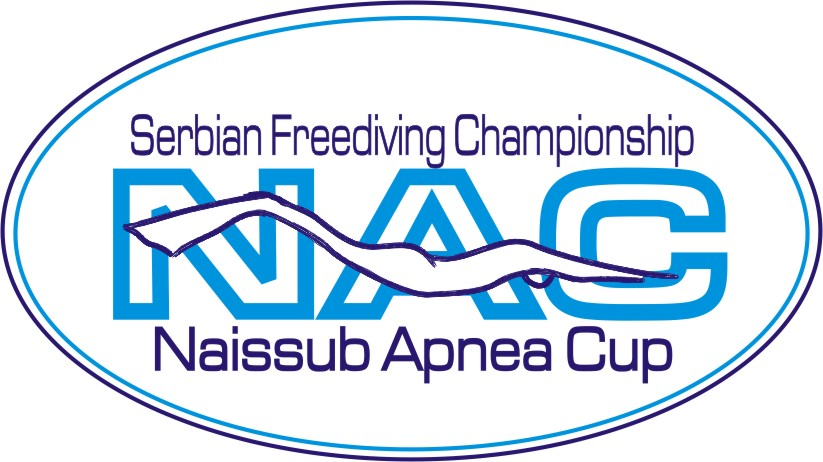 Serbian Freediving Championship
NAC
Naissub Apnea Cup